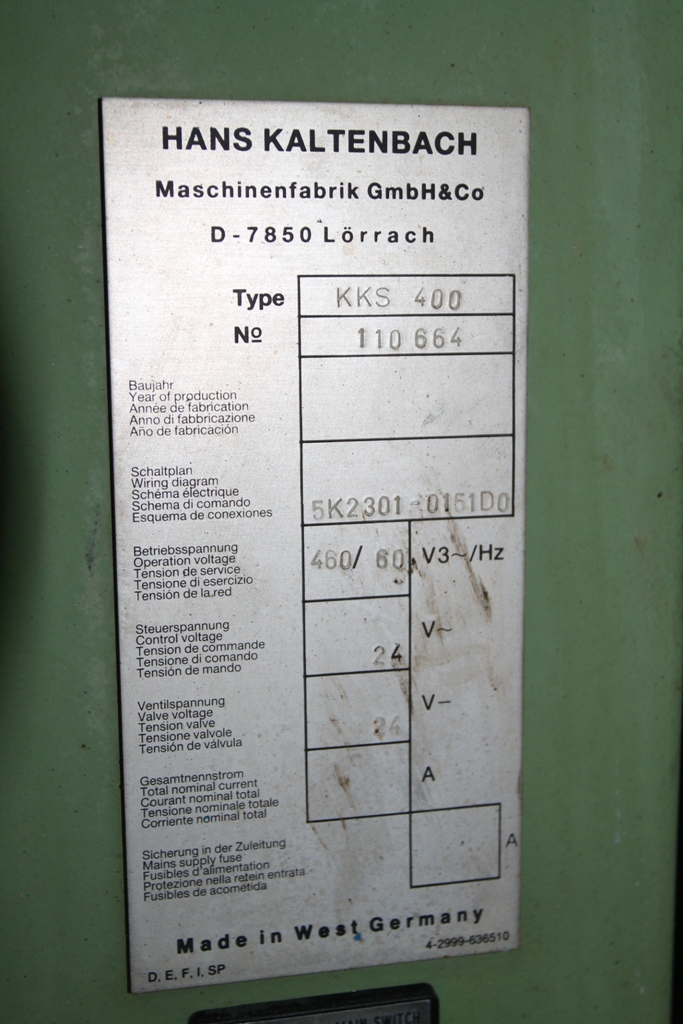 HANS KALTENBACH
Maschinenfabrik GmbH&Co
D-7850 Lörrach
Type KKS 400
Nº 110 664
Baujahr
Year of production
Année de fabrication
Anno di fabbricazione
Año de fabricación
Schaltplan
Wiring diagram
Schéma électrique
Schema di comando
Esquema de conexiones
5K2301-0151D0
Betriebsspannung
Operation voltage
Tension de service
Tensione di esercizio
Tensión de la red
460/ 60 V3~/Hz
Steuerspannung
Control voltage
Tension de commande
Tensione di comando
Tensión de mando
24 V~
Ventilspannung
Valve voltage
Tension valve
Tensione valvole
Tensión de válvula
24 V–
Gesamtnennstrom
Total nominal current
Courant nominal total
Tensione nominale totale
Corriente nominal total
A
Sicherung in der Zuleitung
Mains supply fuse
Fusibles d'alimentation
Protezione nella retein entrata
Fusibles de acométida
A
Made in West Germany
4-2999-636510
D. E. F. I. SP
MAIN SWITCH